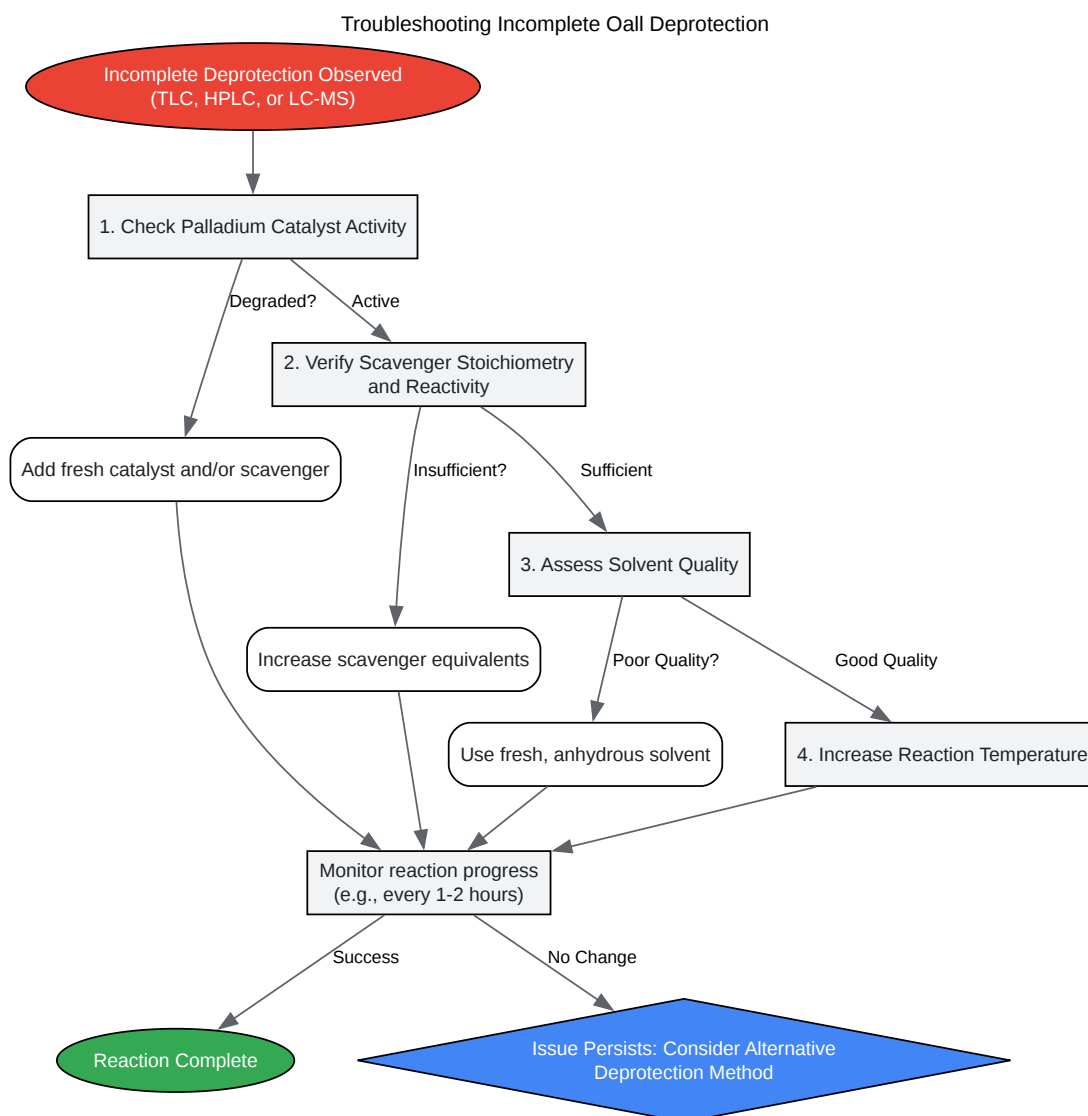 Troubleshooting Incomplete Oall Deprotection
Incomplete Deprotection Observed
(TLC, HPLC, or LC-MS)
1. Check Palladium Catalyst Activity
Degraded?
Active
2. Verify Scavenger Stoichiometry
and Reactivity
Add fresh catalyst and/or scavenger
Insufficient?
Sufficient
3. Assess Solvent Quality
Increase scavenger equivalents
Poor Quality?
Good Quality
Use fresh, anhydrous solvent
4. Increase Reaction Temperature
Monitor reaction progress
(e.g., every 1-2 hours)
Success
No Change
Reaction Complete
Issue Persists: Consider Alternative
Deprotection Method